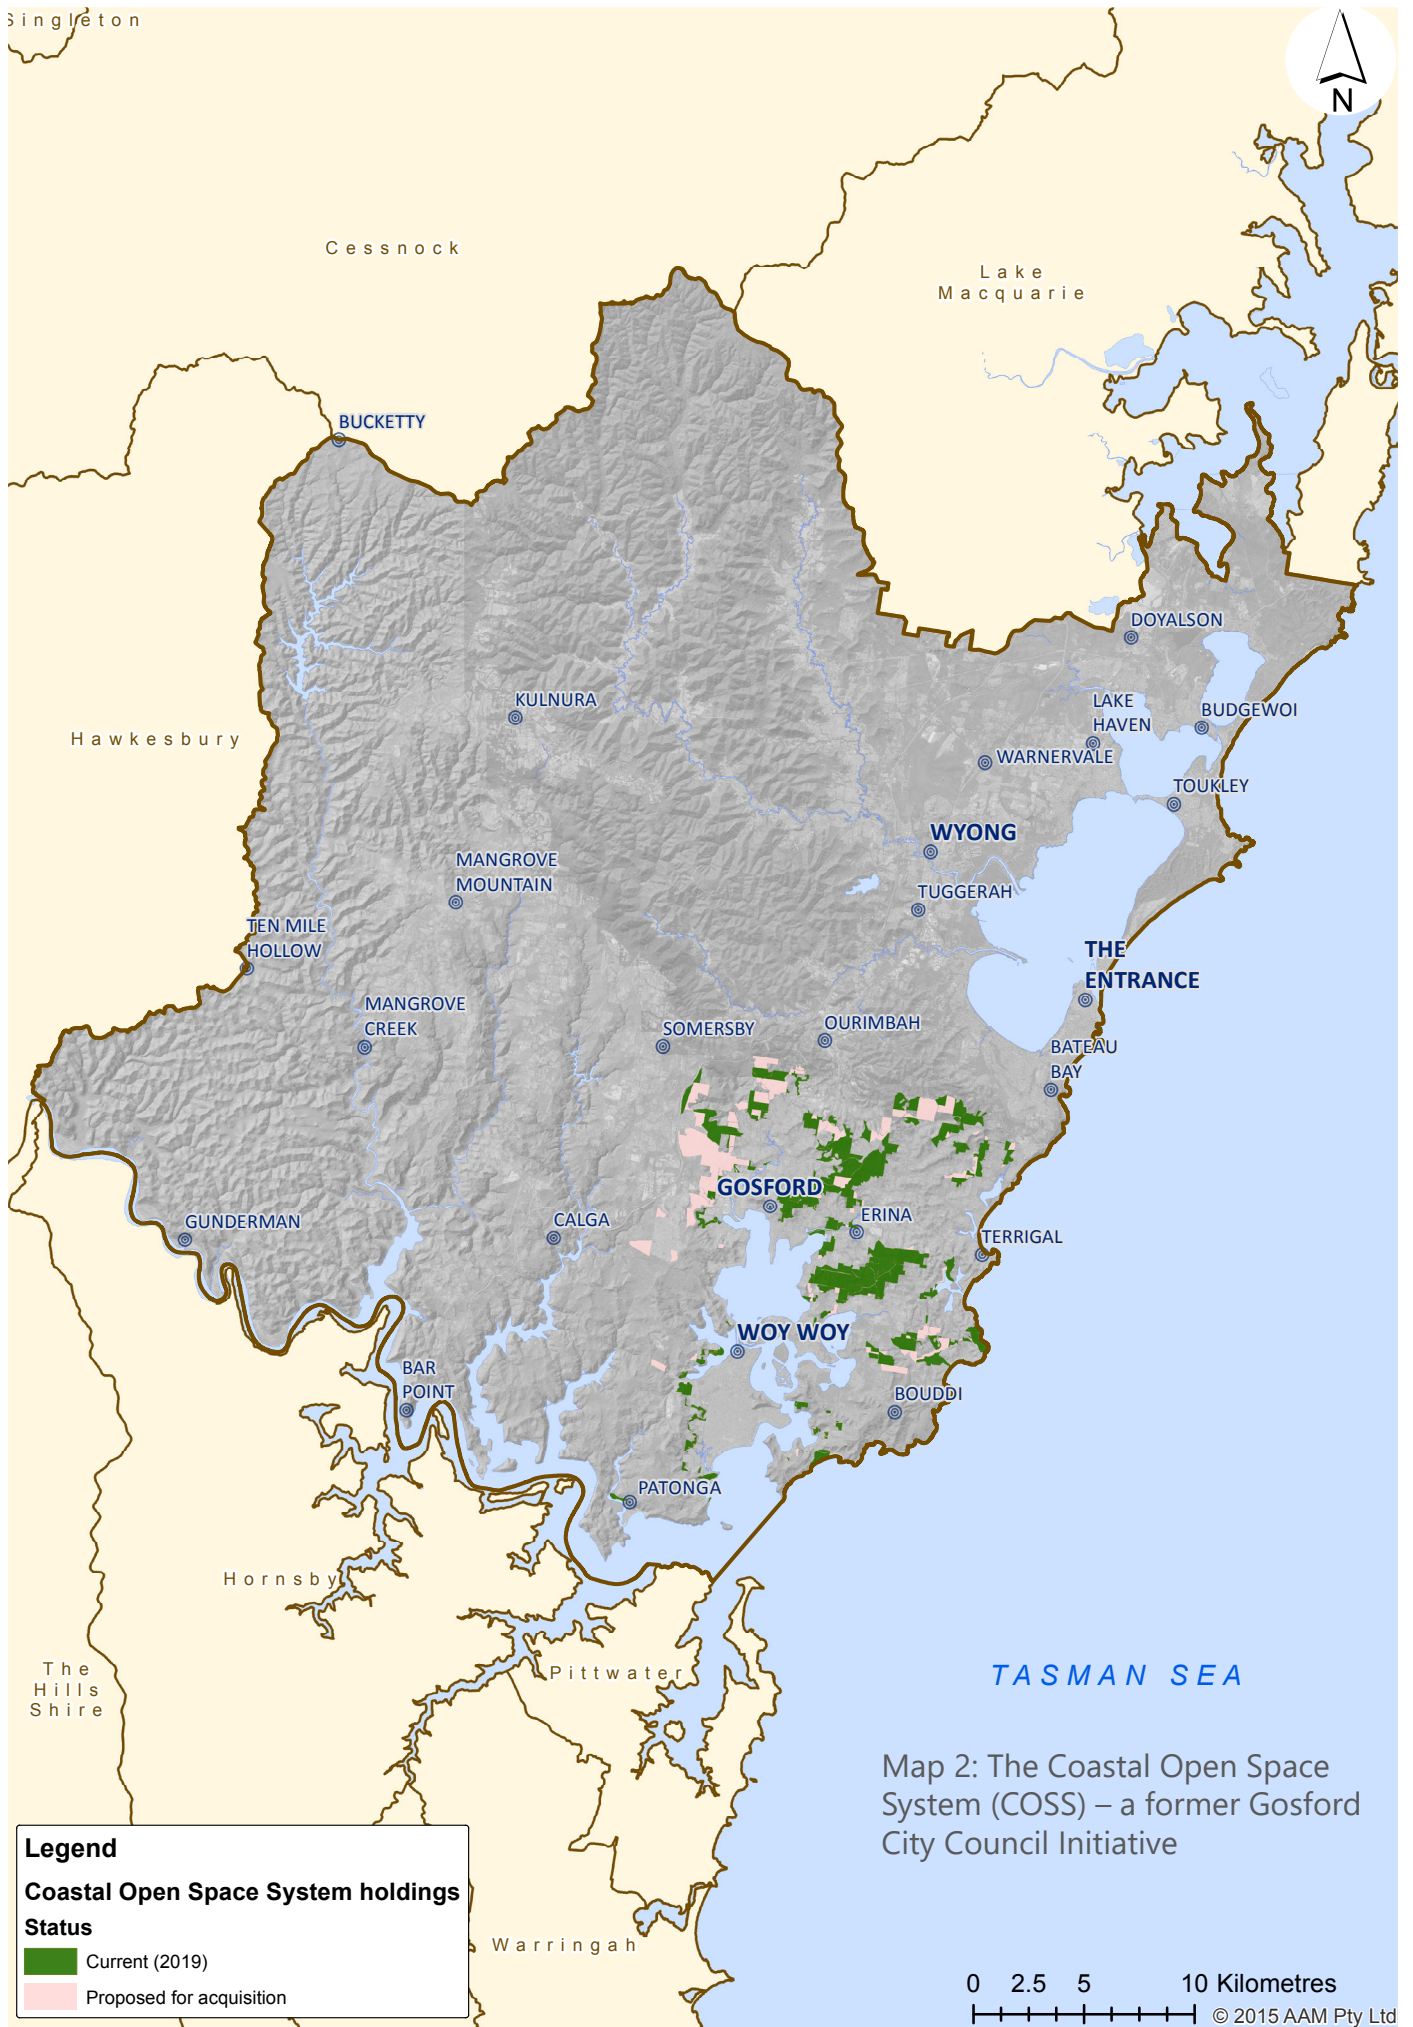 Singleton
N
Cessnock
Lake
Macquarie
BUCKETTY
DOYALSON
KULNURA
LAKE
HAVEN
BUDGEWOI
Hawkesbury
WARNERVALE
TOUKLEY
WYONG
MANGROVE
MOUNTAIN
TUGGERAH
TEN MILE
HOLLOW
THE
ENTRANCE
MANGROVE
CREEK
SOMERSBY
OURIMBAH
BATEAU
BAY
GOSFORD
GUNDERMAN
CALGA
ERINA
TERRIGAL
WOY WOY
BAR
POINT
BOUDDI
PATONGA
Hornsby
The
Hills
Shire
Pittwater
TASMAN SEA
Map 2: The Coastal Open Space
System (COSS) – a former Gosford
City Council Initiative
Legend
Coastal Open Space System holdings
Status
Current (2019)
Proposed for acquisition
Warringah
0 2.5 5 10 Kilometres
© 2015 AAM Pty Ltd